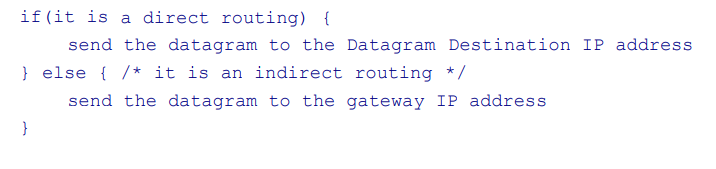 if(it is a direct routing) {
    send the datagram to the Datagram Destination IP address
} else { /* it is an indirect routing */
    send the datagram to the gateway IP address
}